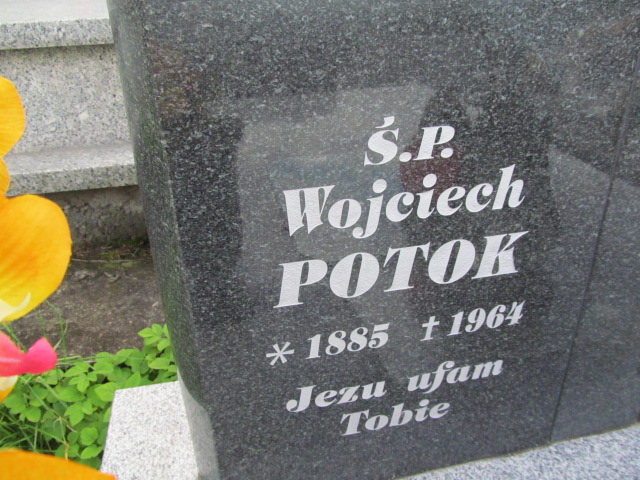 Ś.P.
Wojciech
POTOK
* 1885 † 1964
Jezu ufam
Tobie